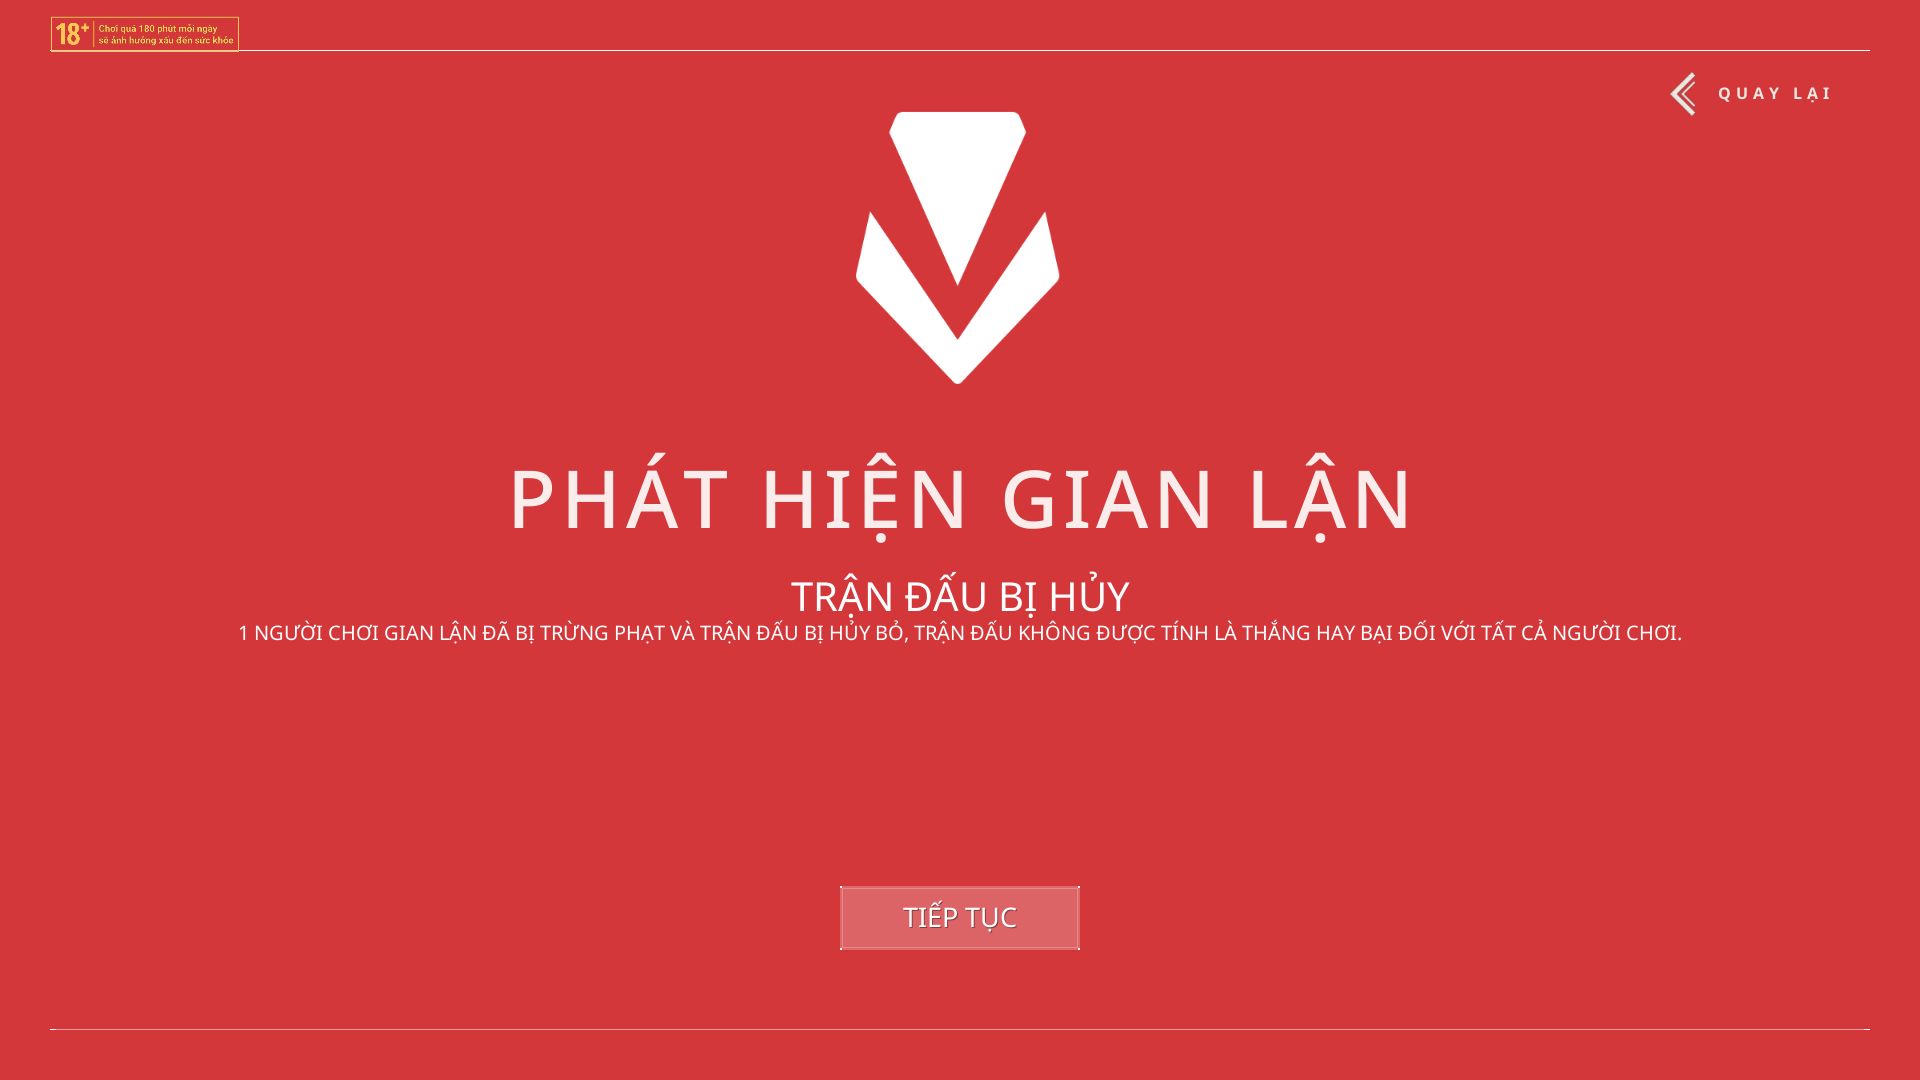 18+
Chơi quá 180 phút mỗi ngày
sẽ ảnh hưởng xấu đến sức khỏe
QUAY LẠI
PHÁT HIỆN GIAN LẬN
TRẬN ĐẤU BỊ HỦY
1 NGƯỜI CHƠI GIAN LẬN ĐÃ BỊ TRỪNG PHẠT VÀ TRẬN ĐẤU BỊ HỦY BỎ, TRẬN ĐẤU KHÔNG ĐƯỢC TÍNH LÀ THẮNG HAY BẠI ĐỐI VỚI TẤT CẢ NGƯỜI CHƠI.
TIẾP TỤC